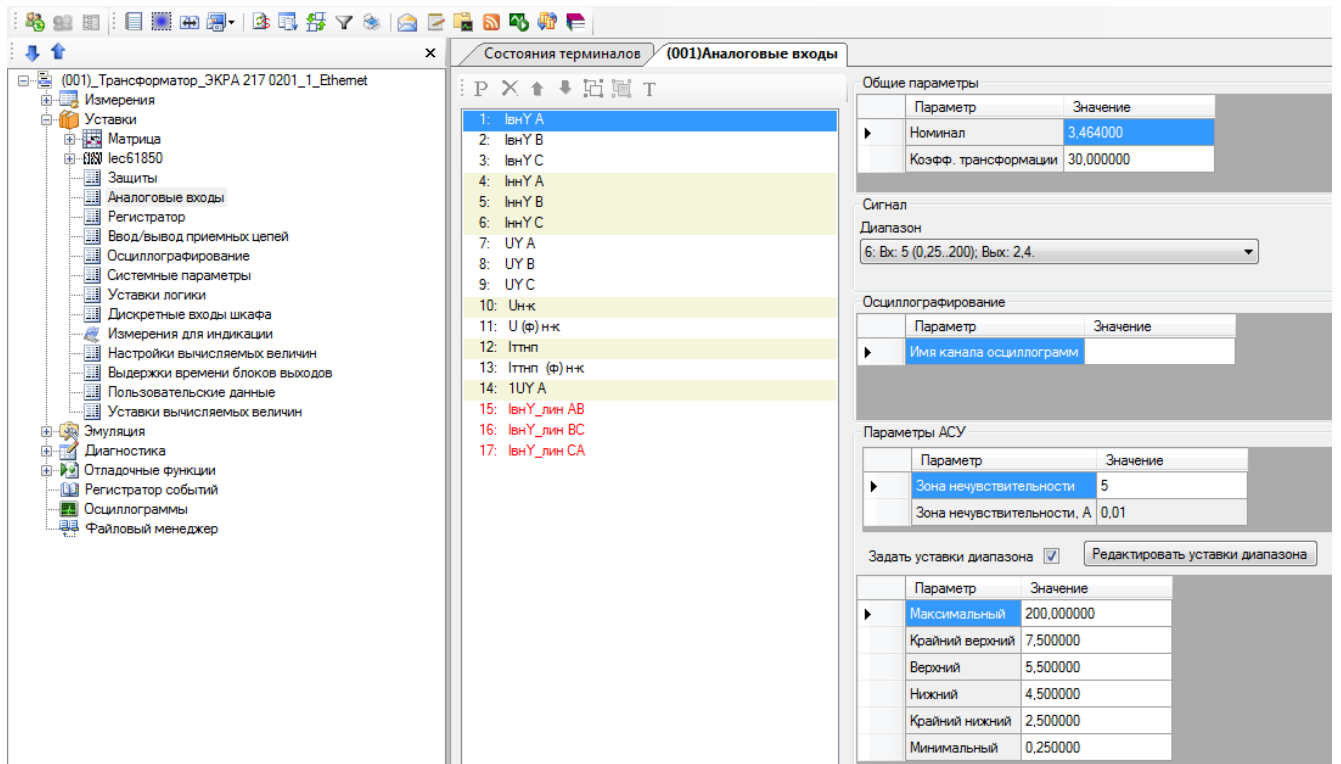 (001)_Трансформатор_ЭКРА 217 0201_1_Ethernet
Измерения
Уставки
Матрица
61850 Iec61850
Защиты
Аналоговые входы
Регистратор
Ввод/вывод приемных цепей
Осциллографирование
Системные параметры
Уставки логики
Дискретные входы шкафа
Измерения для индикации
Настройки вычисляемых величин
Выдержки времени блоков выходов
Пользовательские данные
Уставки вычисляемых величин
Эмуляция
Диагностика
Отладочные функции
Регистратор событий
Осциллограммы
Файловый менеджер
Состояния терминалов (001)Аналоговые входы
P T
1: IвнY A
2: IвнY B
3: IвнY C
4: IннY A
5: IннY B
6: IннY C
7: UY A
8: UY B
9: UY C
10: Uн-к
11: U (ф) н-к
12: Iттнп
13: Iттнп (ф) н-к
14: 1UY A
15: IвнY_лин AB
16: IвнY_лин BC
17: IвнY_лин CA
Общие параметры
Параметр Значение
Номинал 3,464000
Коэфф. трансформации 30,000000
Сигнал
Диапазон
6: Вх: 5 (0,25..200); Вых: 2,4.
Осциллографирование
Параметр Значение
Имя канала осциллограмм
Параметры АСУ
Параметр Значение
Зона нечувствительности 5
Зона нечувствительности, А 0,01
Задать уставки диапазона Редактировать уставки диапазона
Параметр Значение
Максимальный 200,000000
Крайний верхний 7,500000
Верхний 5,500000
Нижний 4,500000
Крайний нижний 2,500000
Минимальный 0,250000